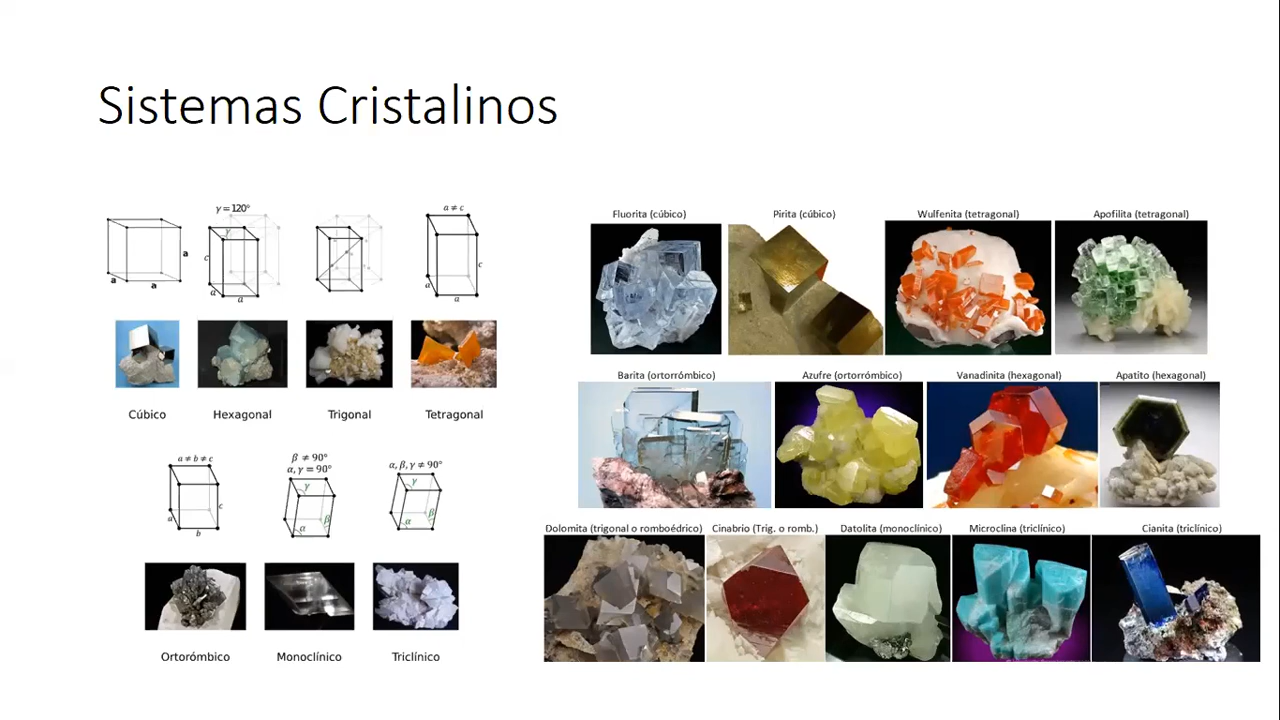 Sistemas Cristalinos
γ = 120°
a ≠ c
a
a
a
c
γ
a
a
a
c
a
Cúbico
Hexagonal
Trigonal
Tetragonal
a ≠ b ≠ c
β ≠ 90°
α, γ = 90°
α, β, γ ≠ 90°
a
c
b
γ
α
β
γ
α
β
Ortorómbico
Monoclínico
Triclínico
Fluorita (cúbico)
Pirita (cúbico)
Wulfenita (tetragonal)
Apofilita (tetragonal)
Barita (ortorrómbico)
Azufre (ortorrómbico)
Vanadinita (hexagonal)
Apatito (hexagonal)
Dolomita (trigonal o romboédrico)
Cinabrio (Trig. o romb.)
Datolita (monoclínico)
Microclina (triclínico)
Cianita (triclínico)